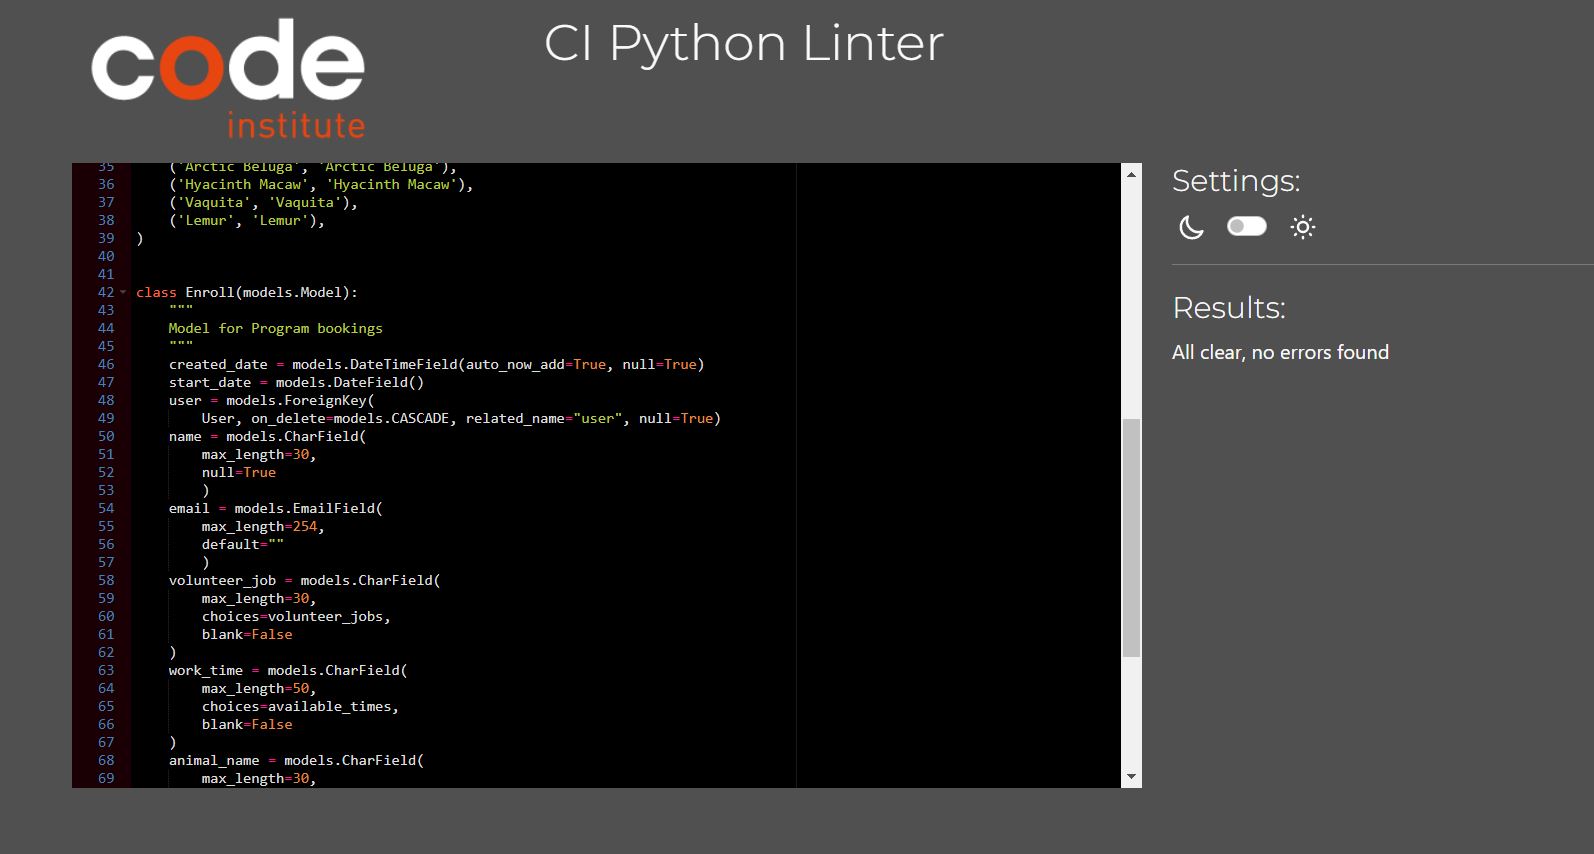 code
institute
CI Python Linter
35 ('Arctic Beluga', 'Arctic Beluga'),
36 ('Hyacinth Macaw', 'Hyacinth Macaw'),
37 ('Vaquita', 'Vaquita'),
38 ('Lemur', 'Lemur'),
39 )
40
41
42 class Enroll(models.Model):
43 """
44 Model for Program bookings
45 """
46 created_date = models.DateTimeField(auto_now_add=True, null=True)
47 start_date = models.DateField()
48 user = models.ForeignKey(
49 User, on_delete=models.CASCADE, related_name="user", null=True)
50 name = models.CharField(
51 max_length=30,
52 null=True
53 )
54 email = models.EmailField(
55 max_length=254,
56 default=""
57 )
58 volunteer_job = models.CharField(
59 max_length=30,
60 choices=volunteer_jobs,
61 blank=False
62 )
63 work_time = models.CharField(
64 max_length=50,
65 choices=available_times,
66 blank=False
67 )
68 animal_name = models.CharField(
69 max_length=30,
Settings:
Results:
All clear, no errors found